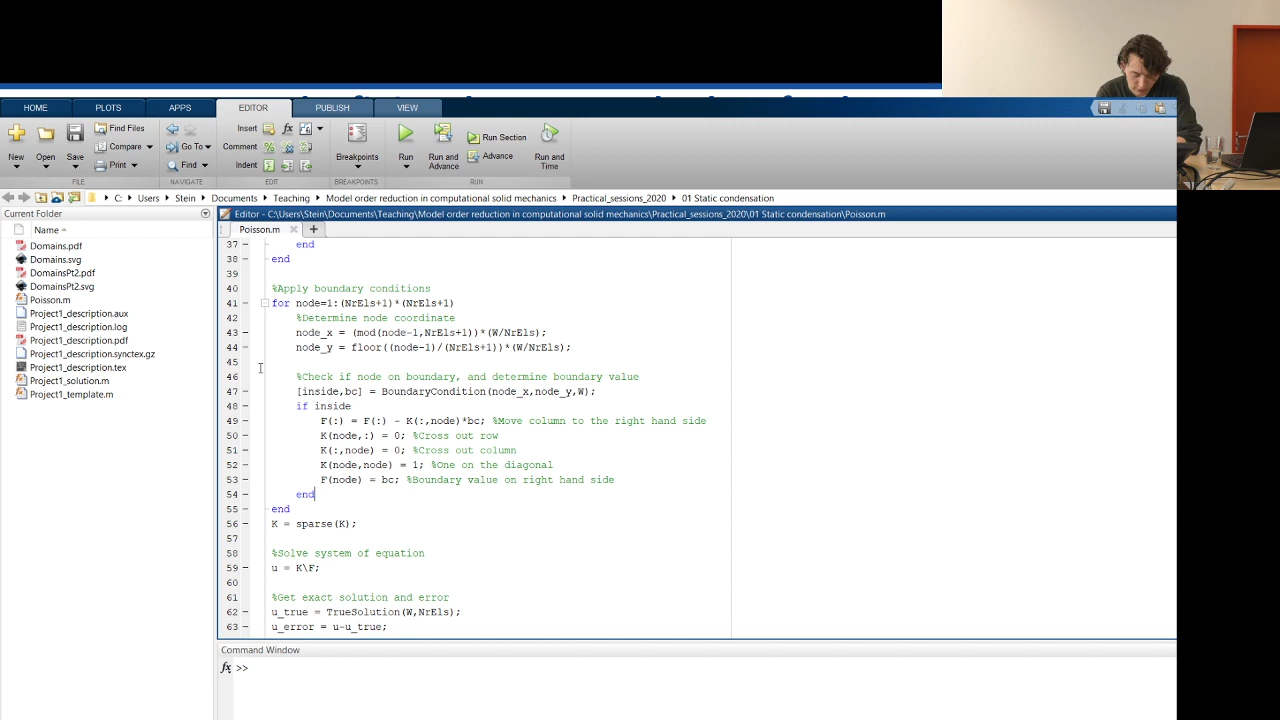 HOME PLOTS APPS EDITOR PUBLISH VIEW
New Open Save Find Files Compare Print
Go To Find
Insert fx
Comment
Indent
Breakpoints Run Run and Advance Run Section Advance Run and Time
FILE NAVIGATE EDIT BREAKPOINTS RUN
C: Users Stein Documents Teaching Model order reduction in computational solid mechanics Practical_sessions_2020 01 Static condensation
Current Folder
Name
Domains.pdf
Domains.svg
DomainsPt2.pdf
DomainsPt2.svg
Poisson.m
Project1_description.aux
Project1_description.log
Project1_description.pdf
Project1_description.synctex.gz
Project1_description.tex
Project1_solution.m
Project1_template.m
Editor - C:\Users\Stein\Documents\Teaching\Model order reduction in computational solid mechanics\Practical_sessions_2020\01 Static condensation\Poisson.m
Poisson.m
37 end
38 end
39
40 %Apply boundary conditions
41 for node=1:(NrEls+1)*(NrEls+1)
42 %Determine node coordinate
43 node_x = (mod(node-1,NrEls+1))*(W/NrEls);
44 node_y = floor((node-1)/(NrEls+1))*(W/NrEls);
45
46 %Check if node on boundary, and determine boundary value
47 [inside,bc] = BoundaryCondition(node_x,node_y,W);
48 if inside
49 F(:) = F(:) - K(:,node)*bc; %Move column to the right hand side
50 K(node,:) = 0; %Cross out row
51 K(:,node) = 0; %Cross out column
52 K(node,node) = 1; %One on the diagonal
53 F(node) = bc; %Boundary value on right hand side
54 end
55 end
56 K = sparse(K);
57
58 %Solve system of equation
59 u = K\F;
60
61 %Get exact solution and error
62 u_true = TrueSolution(W,NrEls);
63 u_error = u-u_true;
Command Window
fx >>